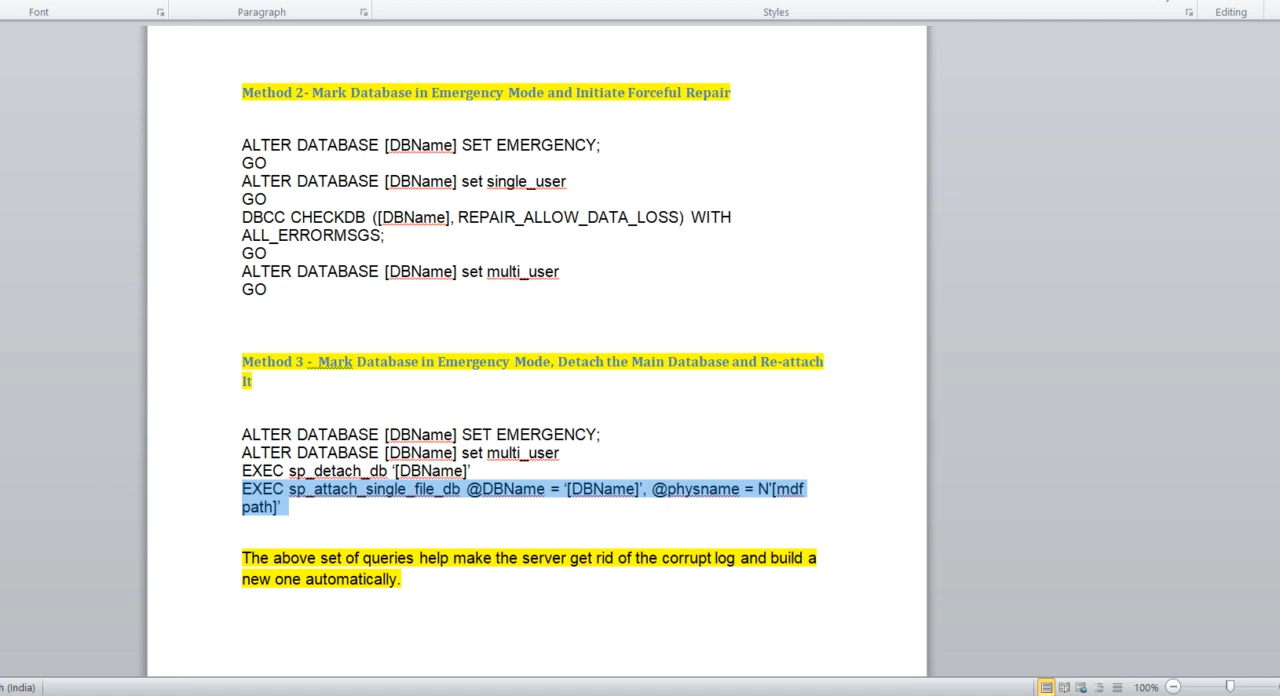 Font Paragraph Styles Editing
Method 2- Mark Database in Emergency Mode and Initiate Forceful Repair
ALTER DATABASE [DBName] SET EMERGENCY;
GO
ALTER DATABASE [DBName] set single_user
GO
DBCC CHECKDB ([DBName], REPAIR_ALLOW_DATA_LOSS) WITH
ALL_ERRORMSGS;
GO
ALTER DATABASE [DBName] set multi_user
GO
Method 3 - Mark Database in Emergency Mode, Detach the Main Database and Re-attach
It
ALTER DATABASE [DBName] SET EMERGENCY;
ALTER DATABASE [DBName] set multi_user
EXEC sp_detach_db ‘[DBName]’
EXEC sp_attach_single_file_db @DBName = ‘[DBName]’, @physname = N’[mdf
path]’
The above set of queries help make the server get rid of the corrupt log and build a
new one automatically.
h (India) 100%